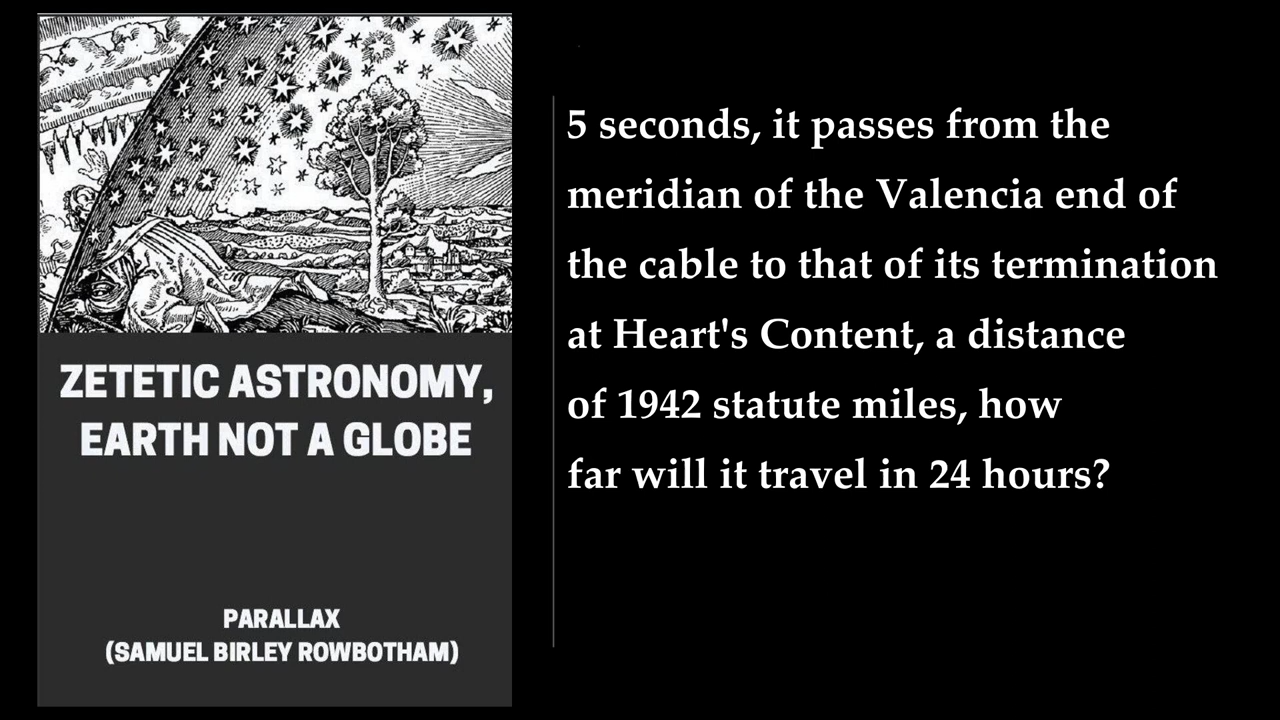 ZETETIC ASTRONOMY,
EARTH NOT A GLOBE
PARALLAX
(SAMUEL BIRLEY ROWBOTHAM)
5 seconds, it passes from the
meridian of the Valencia end of
the cable to that of its termination
at Heart's Content, a distance
of 1942 statute miles, how
far will it travel in 24 hours?